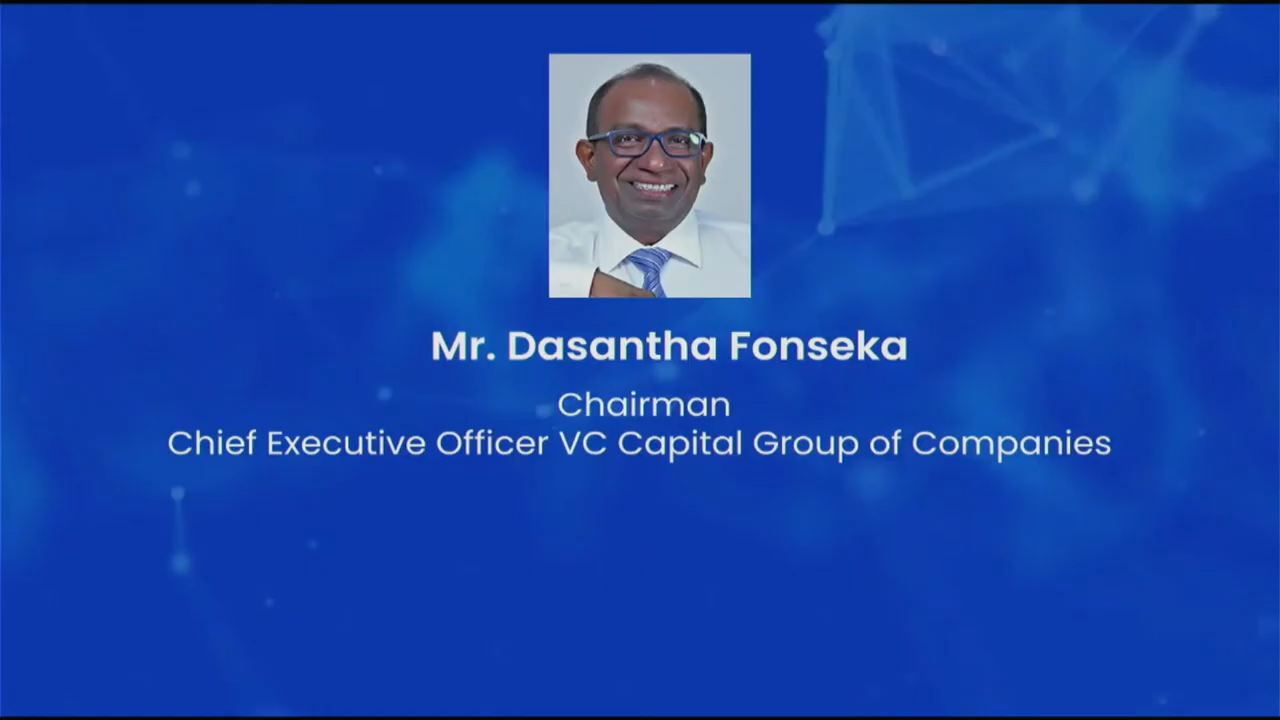 Mr. Dasantha Fonseka
Chairman
Chief Executive Officer VC Capital Group of Companies